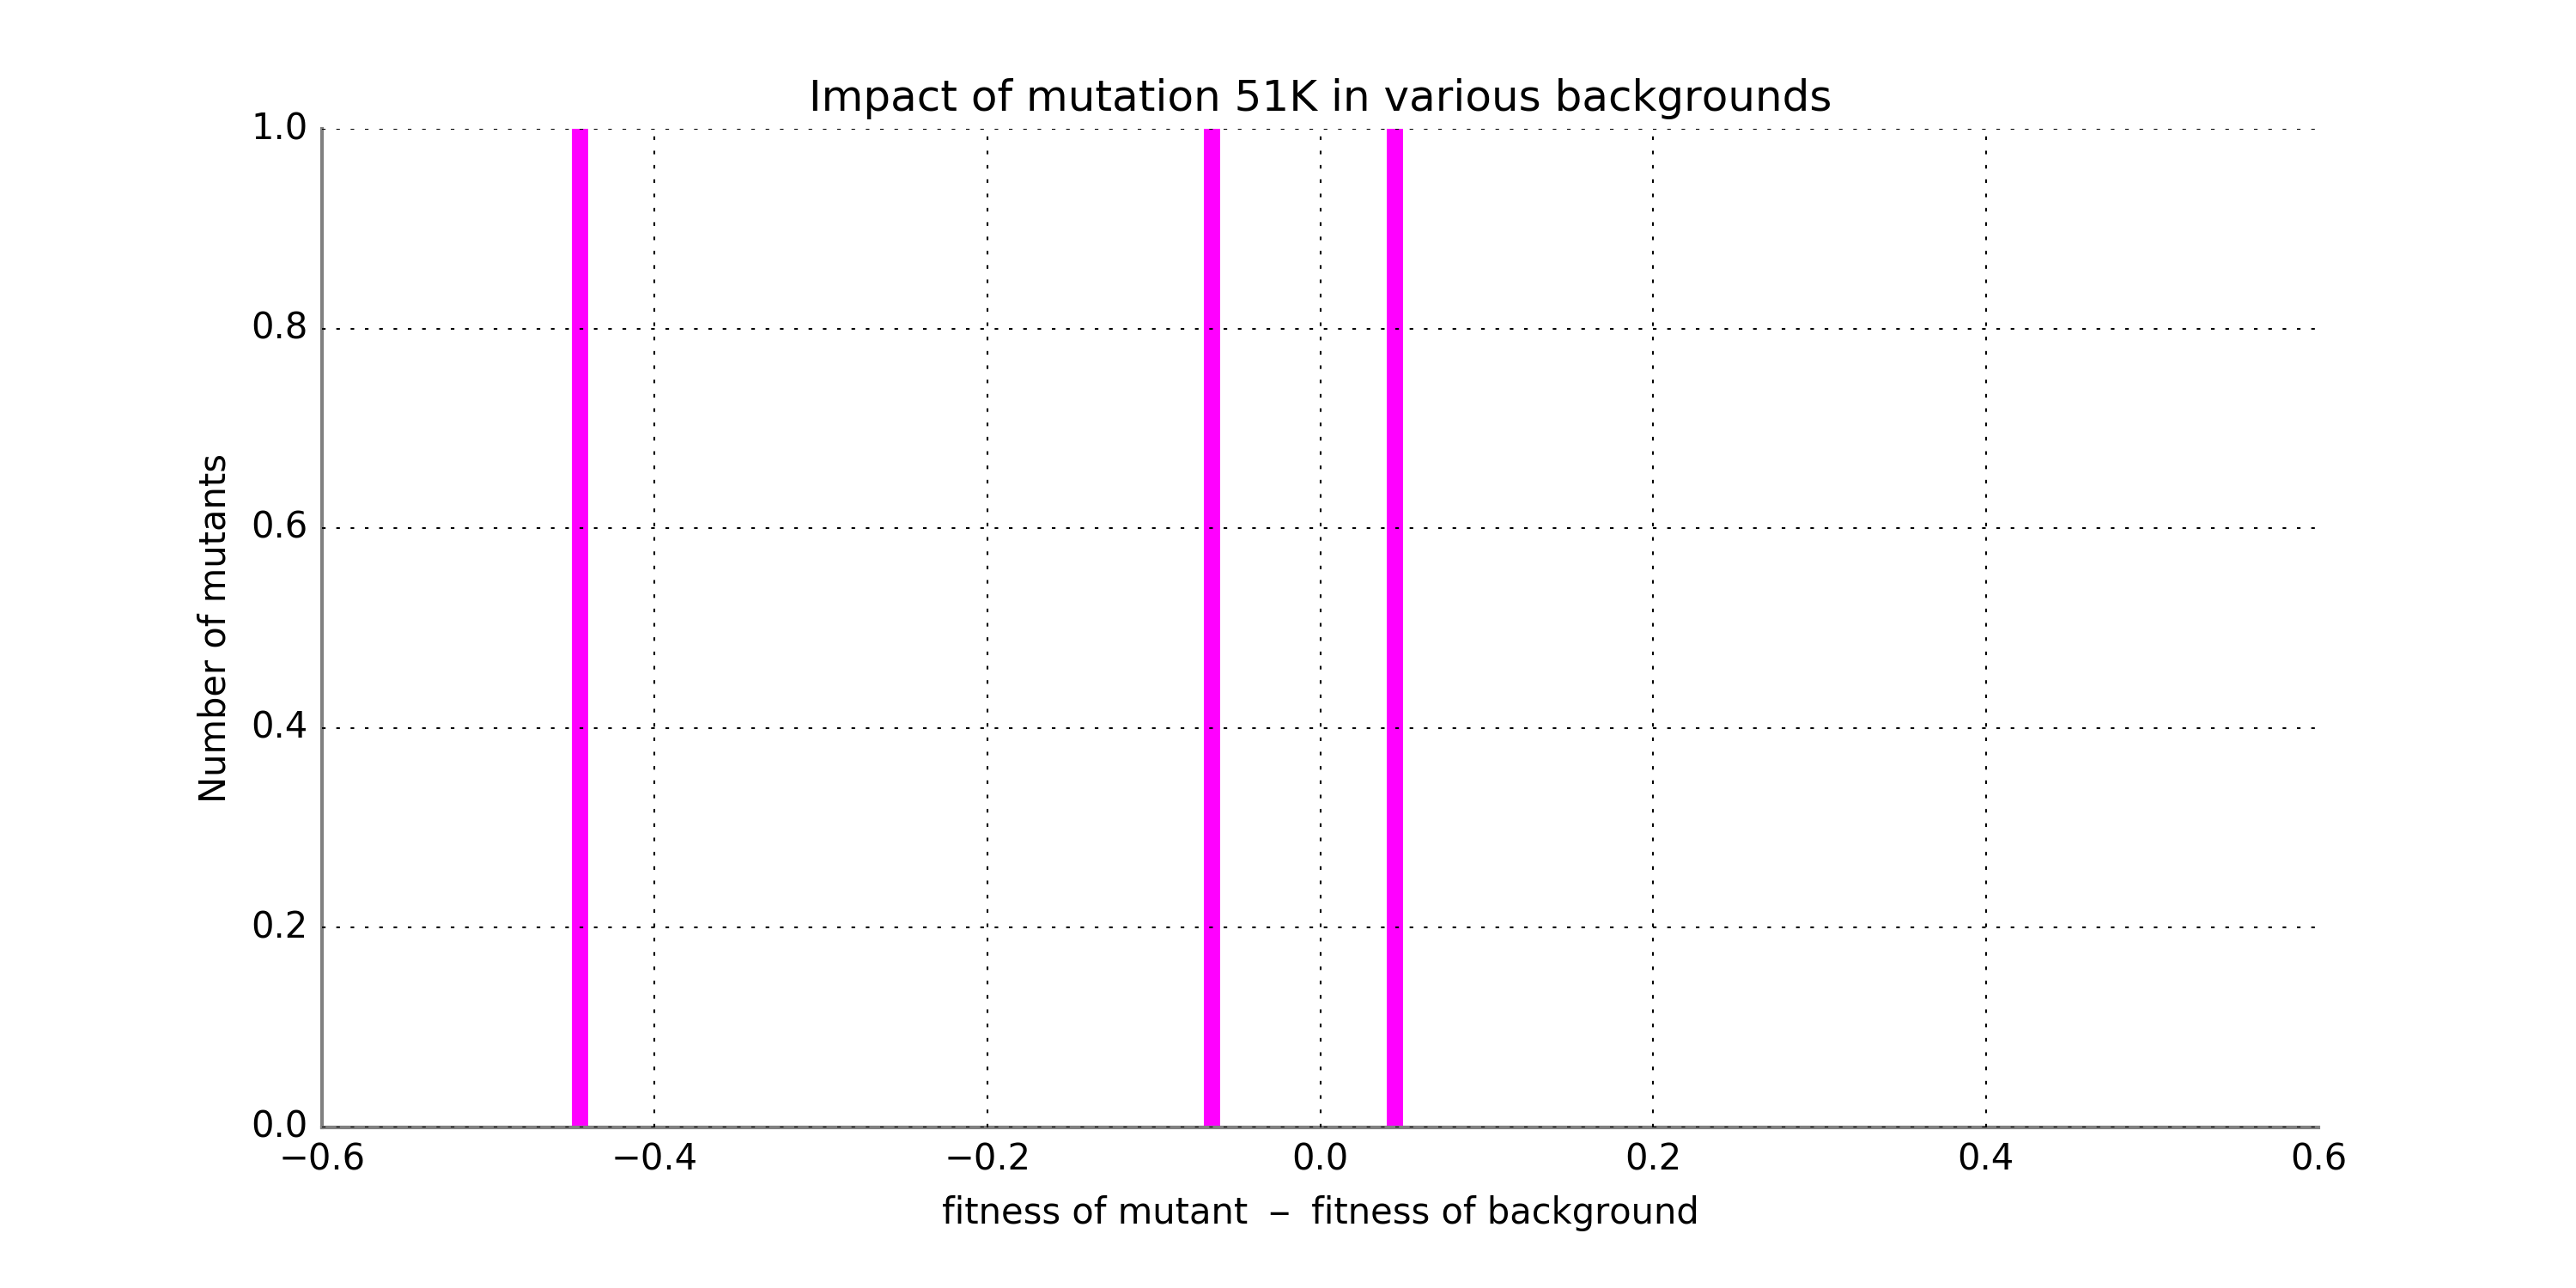 Impact of mutation 51K in various backgrounds
1.0
0.8
0.6
0.4
0.2
0.0
Number of mutants
−0.6 −0.4 −0.2 0.0 0.2 0.4 0.6
fitness of mutant − fitness of background